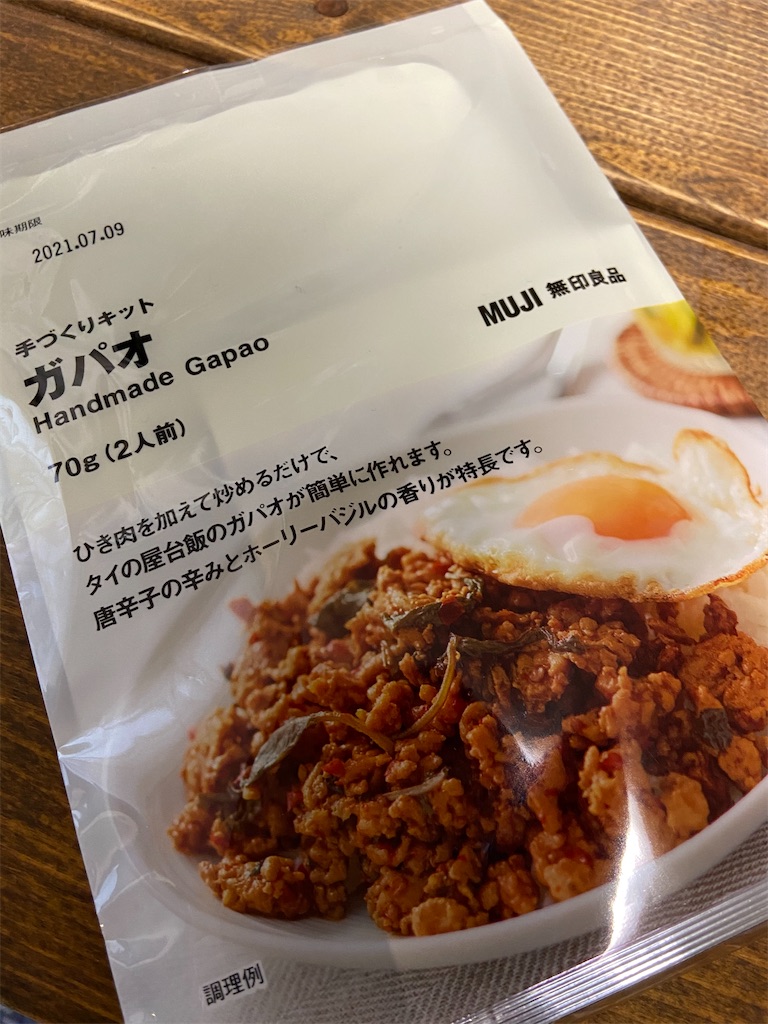 味期限
2021.07.09
手づくりキット
ガパオ
Handmade Gapao
70g（2人前）
MUJI 無印良品
ひき肉を加えて炒めるだけで、
タイの屋台飯のガパオが簡単に作れます。
唐辛子の辛みとホーリーバジルの香りが特長です。
調理例